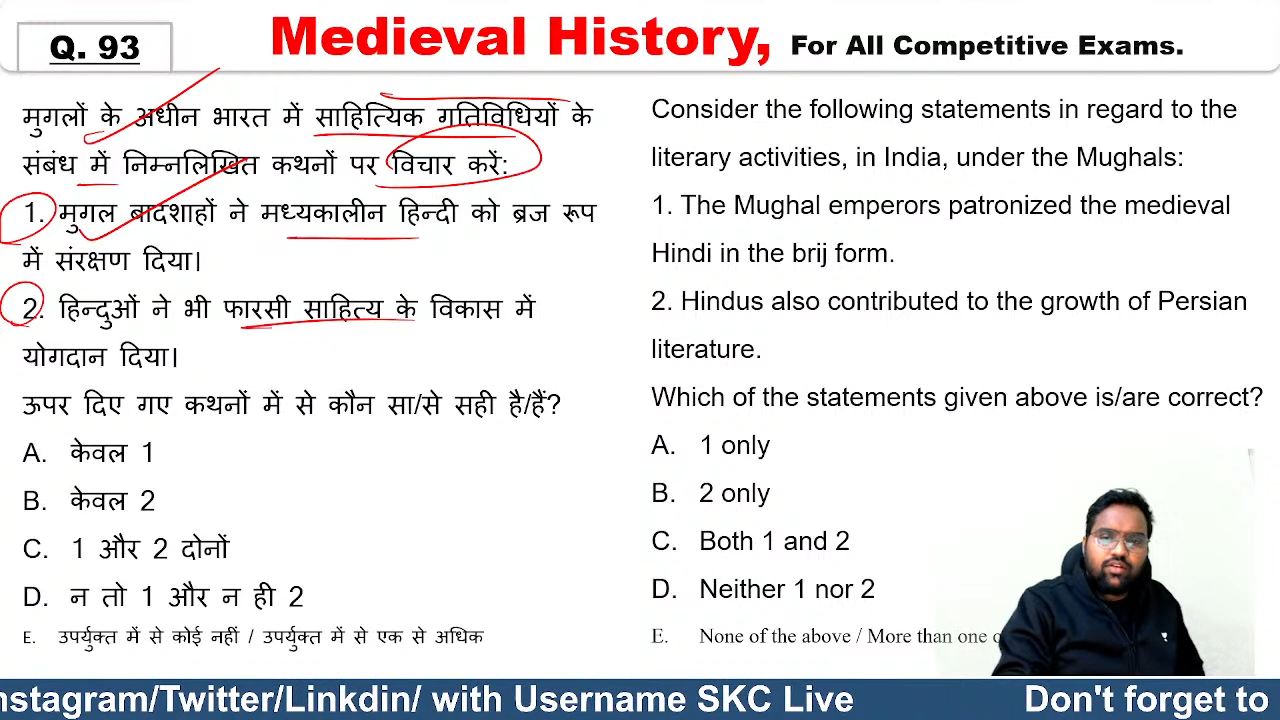 Q. 93
Medieval History, For All Competitive Exams.
मुगलों के अधीन भारत में साहित्यिक गतिविधियों के
संबंध में निम्नलिखित कथनों पर विचार करें:
1. मुगल बादशाहों ने मध्यकालीन हिन्दी को ब्रज रूप
में संरक्षण दिया।
2. हिन्दुओं ने भी फारसी साहित्य के विकास में
योगदान दिया।
ऊपर दिए गए कथनों में से कौन सा/से सही है/हैं?
A. केवल 1
B. केवल 2
C. 1 और 2 दोनों
D. न तो 1 और न ही 2
E. उपर्युक्त में से कोई नहीं / उपर्युक्त में से एक से अधिक
Consider the following statements in regard to the
literary activities, in India, under the Mughals:
1. The Mughal emperors patronized the medieval
Hindi in the brij form.
2. Hindus also contributed to the growth of Persian
literature.
Which of the statements given above is/are correct?
A. 1 only
B. 2 only
C. Both 1 and 2
D. Neither 1 nor 2
E. None of the above / More than one
nstagram/Twitter/Linkdin/ with Username SKC Live Don't forget to